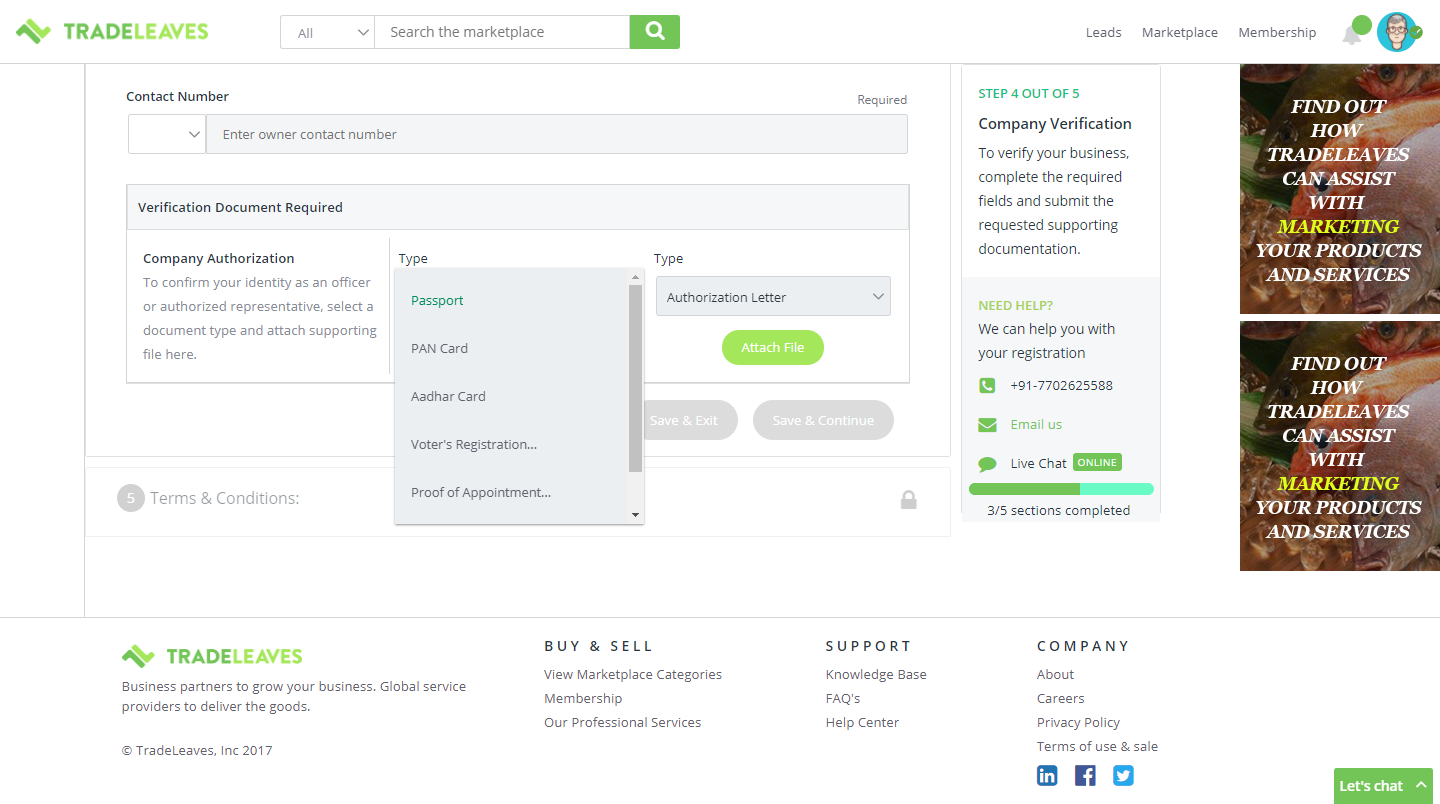 TRADELEAVES
All
Search the marketplace
Leads
Marketplace
Membership
Contact Number
Required
Enter owner contact number
Verification Document Required
Company Authorization
To confirm your identity as an officer
or authorized representative, select a
document type and attach supporting
file here.
Type
Passport
PAN Card
Aadhar Card
Voter's Registration...
Proof of Appointment...
Type
Authorization Letter
Attach File
Save & Exit
Save & Continue
5 Terms & Conditions:
STEP 4 OUT OF 5
Company Verification
To verify your business,
complete the required
fields and submit the
requested supporting
documentation.
NEED HELP?
We can help you with
your registration
+91-7702625588
Email us
Live Chat ONLINE
3/5 sections completed
FIND OUT
HOW
TRADELEAVES
CAN ASSIST
WITH
MARKETING
YOUR PRODUCTS
AND SERVICES
FIND OUT
HOW
TRADELEAVES
CAN ASSIST
WITH
MARKETING
YOUR PRODUCTS
AND SERVICES
TRADELEAVES
Business partners to grow your business. Global service
providers to deliver the goods.
© TradeLeaves, Inc 2017
BUY & SELL
View Marketplace Categories
Membership
Our Professional Services
SUPPORT
Knowledge Base
FAQ's
Help Center
COMPANY
About
Careers
Privacy Policy
Terms of use & sale
Let's chat